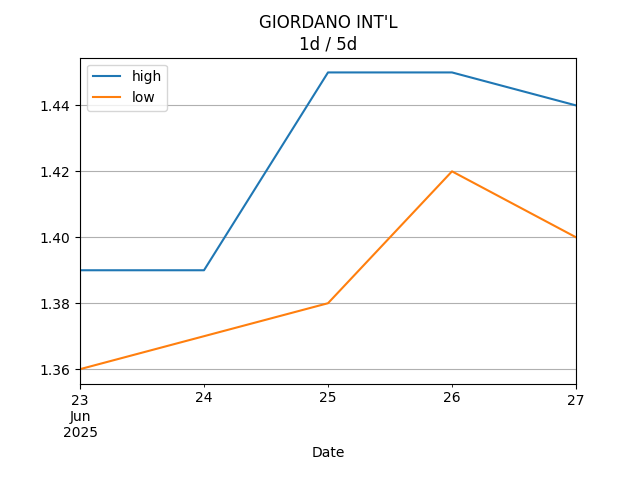 GIORDANO INT'L
1d / 5d
high
low
1.44
1.42
1.40
1.38
1.36
23 24 25 26 27
Jun
2025
Date